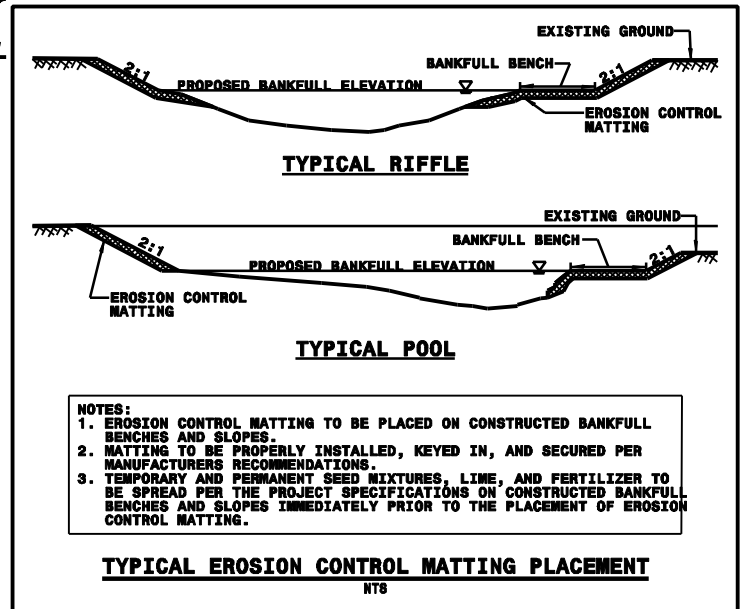 EXISTING GROUND
BANKFULL BENCH
2:1
2:1
PROPOSED BANKFULL ELEVATION
EROSION CONTROL
MATTING
TYPICAL RIFFLE
EXISTING GROUND
BANKFULL BENCH
2:1
2:1
PROPOSED BANKFULL ELEVATION
EROSION CONTROL
MATTING
TYPICAL POOL
NOTES:
1. EROSION CONTROL MATTING TO BE PLACED ON CONSTRUCTED BANKFULL
BENCHES AND SLOPES.
2. MATTING TO BE PROPERLY INSTALLED, KEYED IN, AND SECURED PER
MANUFACTURERS RECOMMENDATIONS.
3. TEMPORARY AND PERMANENT SEED MIXTURES, LIME, AND FERTILIZER TO
BE SPREAD PER THE PROJECT SPECIFICATIONS ON CONSTRUCTED BANKFULL
BENCHES AND SLOPES IMMEDIATELY PRIOR TO THE PLACEMENT OF EROSION
CONTROL MATTING.
TYPICAL EROSION CONTROL MATTING PLACEMENT
NTS